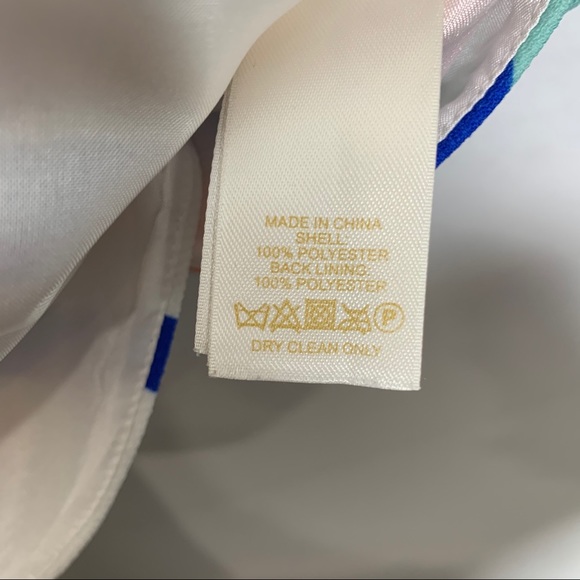 MADE IN CHINA
SHELL:
100% POLYESTER
BACK LINING:
100% POLYESTER
P
DRY CLEAN ONLY